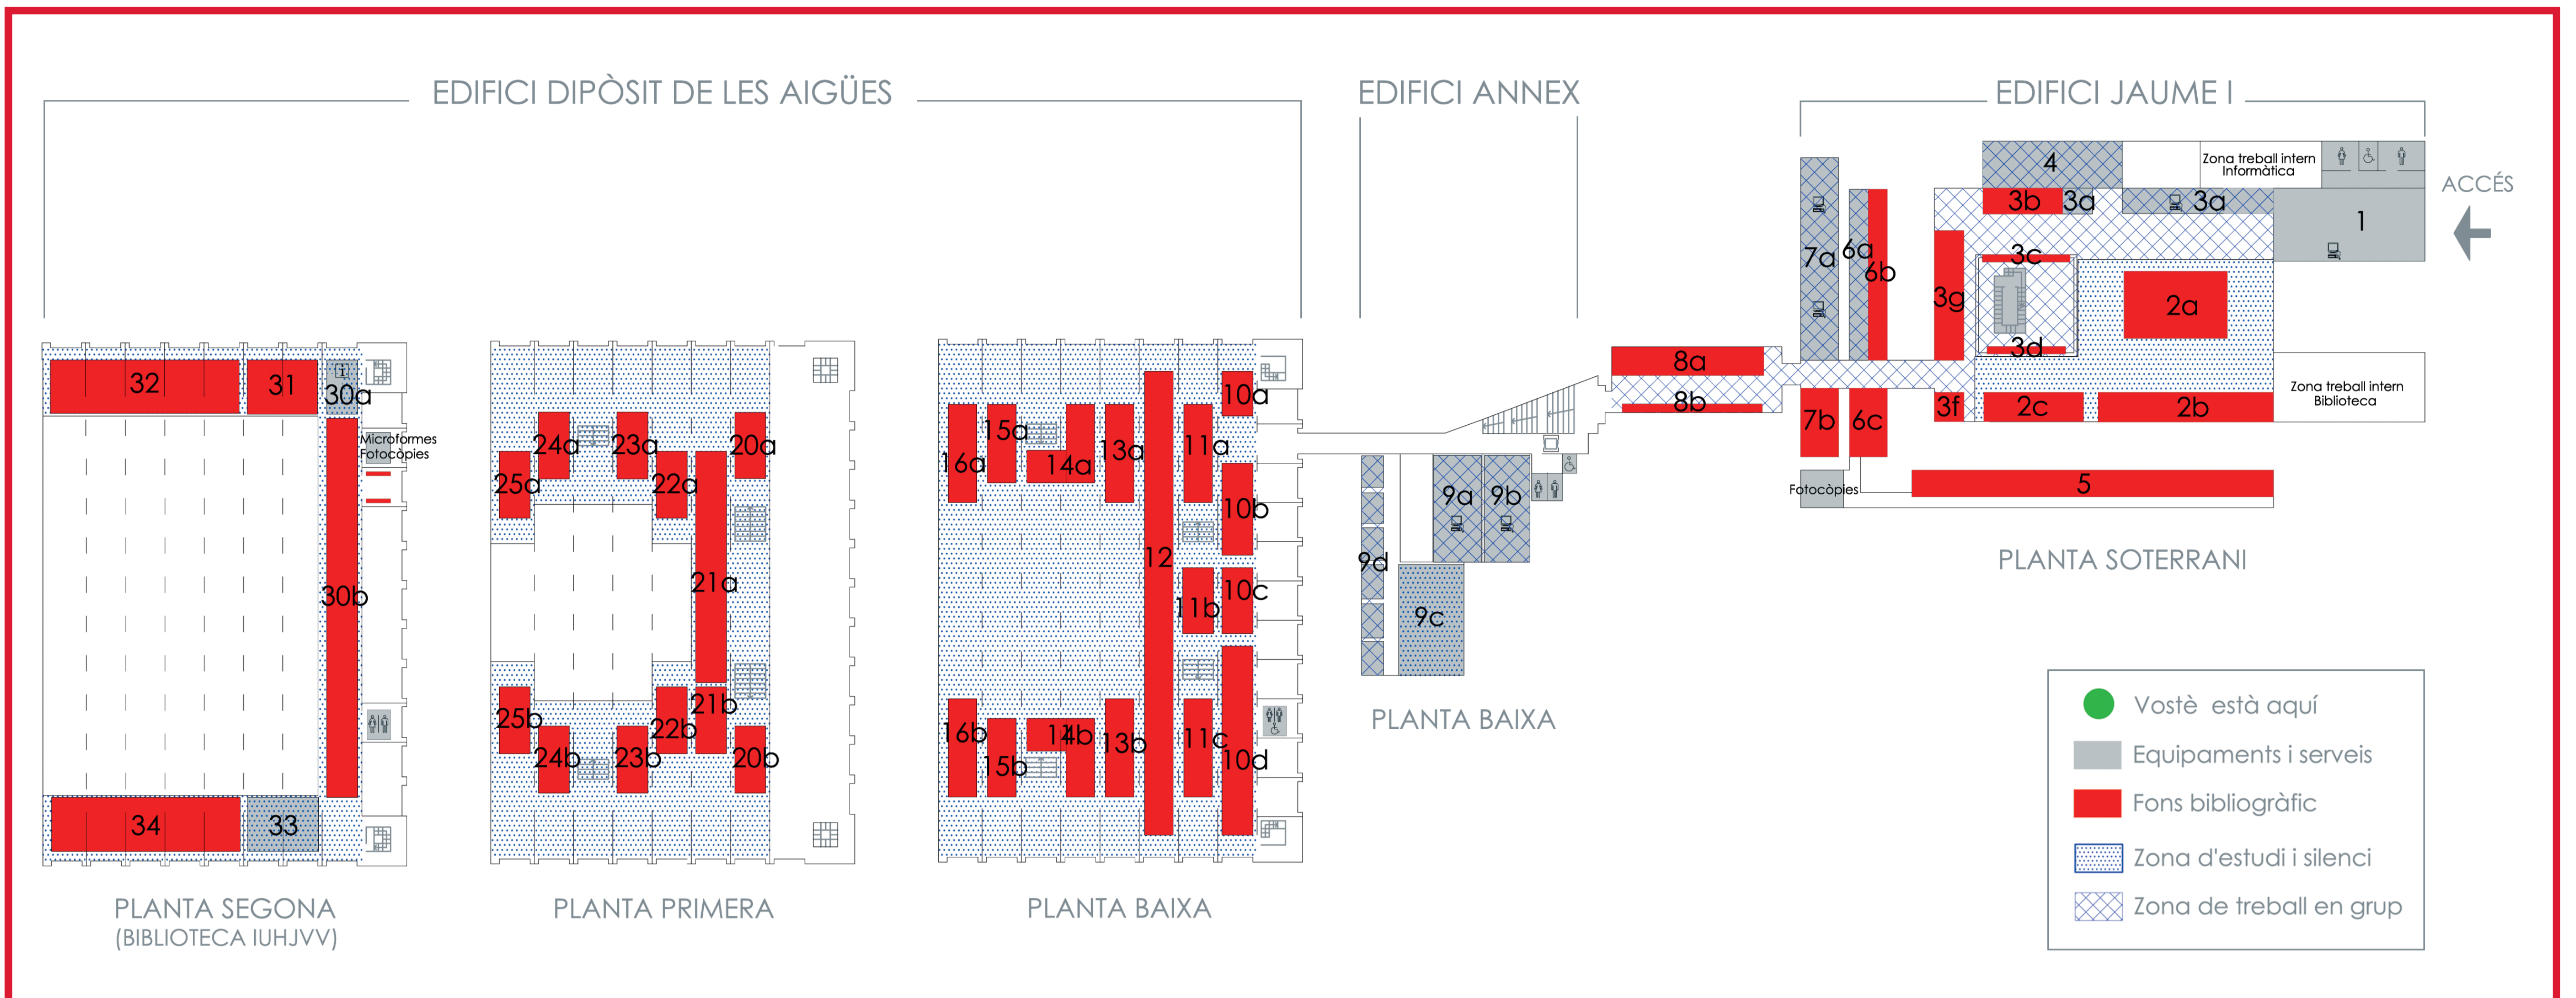 EDIFICI DIPÒSIT DE LES AIGÜES
EDIFICI ANNEX
EDIFICI JAUME I
32
31
30a
Microformes
Fotocòpies
30b
34
33
PLANTA SEGONA
(BIBLIOTECA IUHJVV)
24a
23a
20a
25a
22a
21a
25b
21b
22b
24b
23b
20b
PLANTA PRIMERA
10a
15a
16a
14a
13a
11a
10b
12
11b
10c
16b
15b
14b
13b
11c
10d
PLANTA BAIXA
9a
9b
9d
9c
PLANTA BAIXA
8a
8b
4
Zona treball intern
Informàtica
ACCÉS
3b
3a
3a
1
7a
6a
6b
3c
3g
2a
3d
7b
6c
3f
2c
2b
Zona treball intern
Biblioteca
Fotocòpies
5
PLANTA SOTERRANI
Vostè està aquí
Equipaments i serveis
Fons bibliogràfic
Zona d'estudi i silenci
Zona de treball en grup